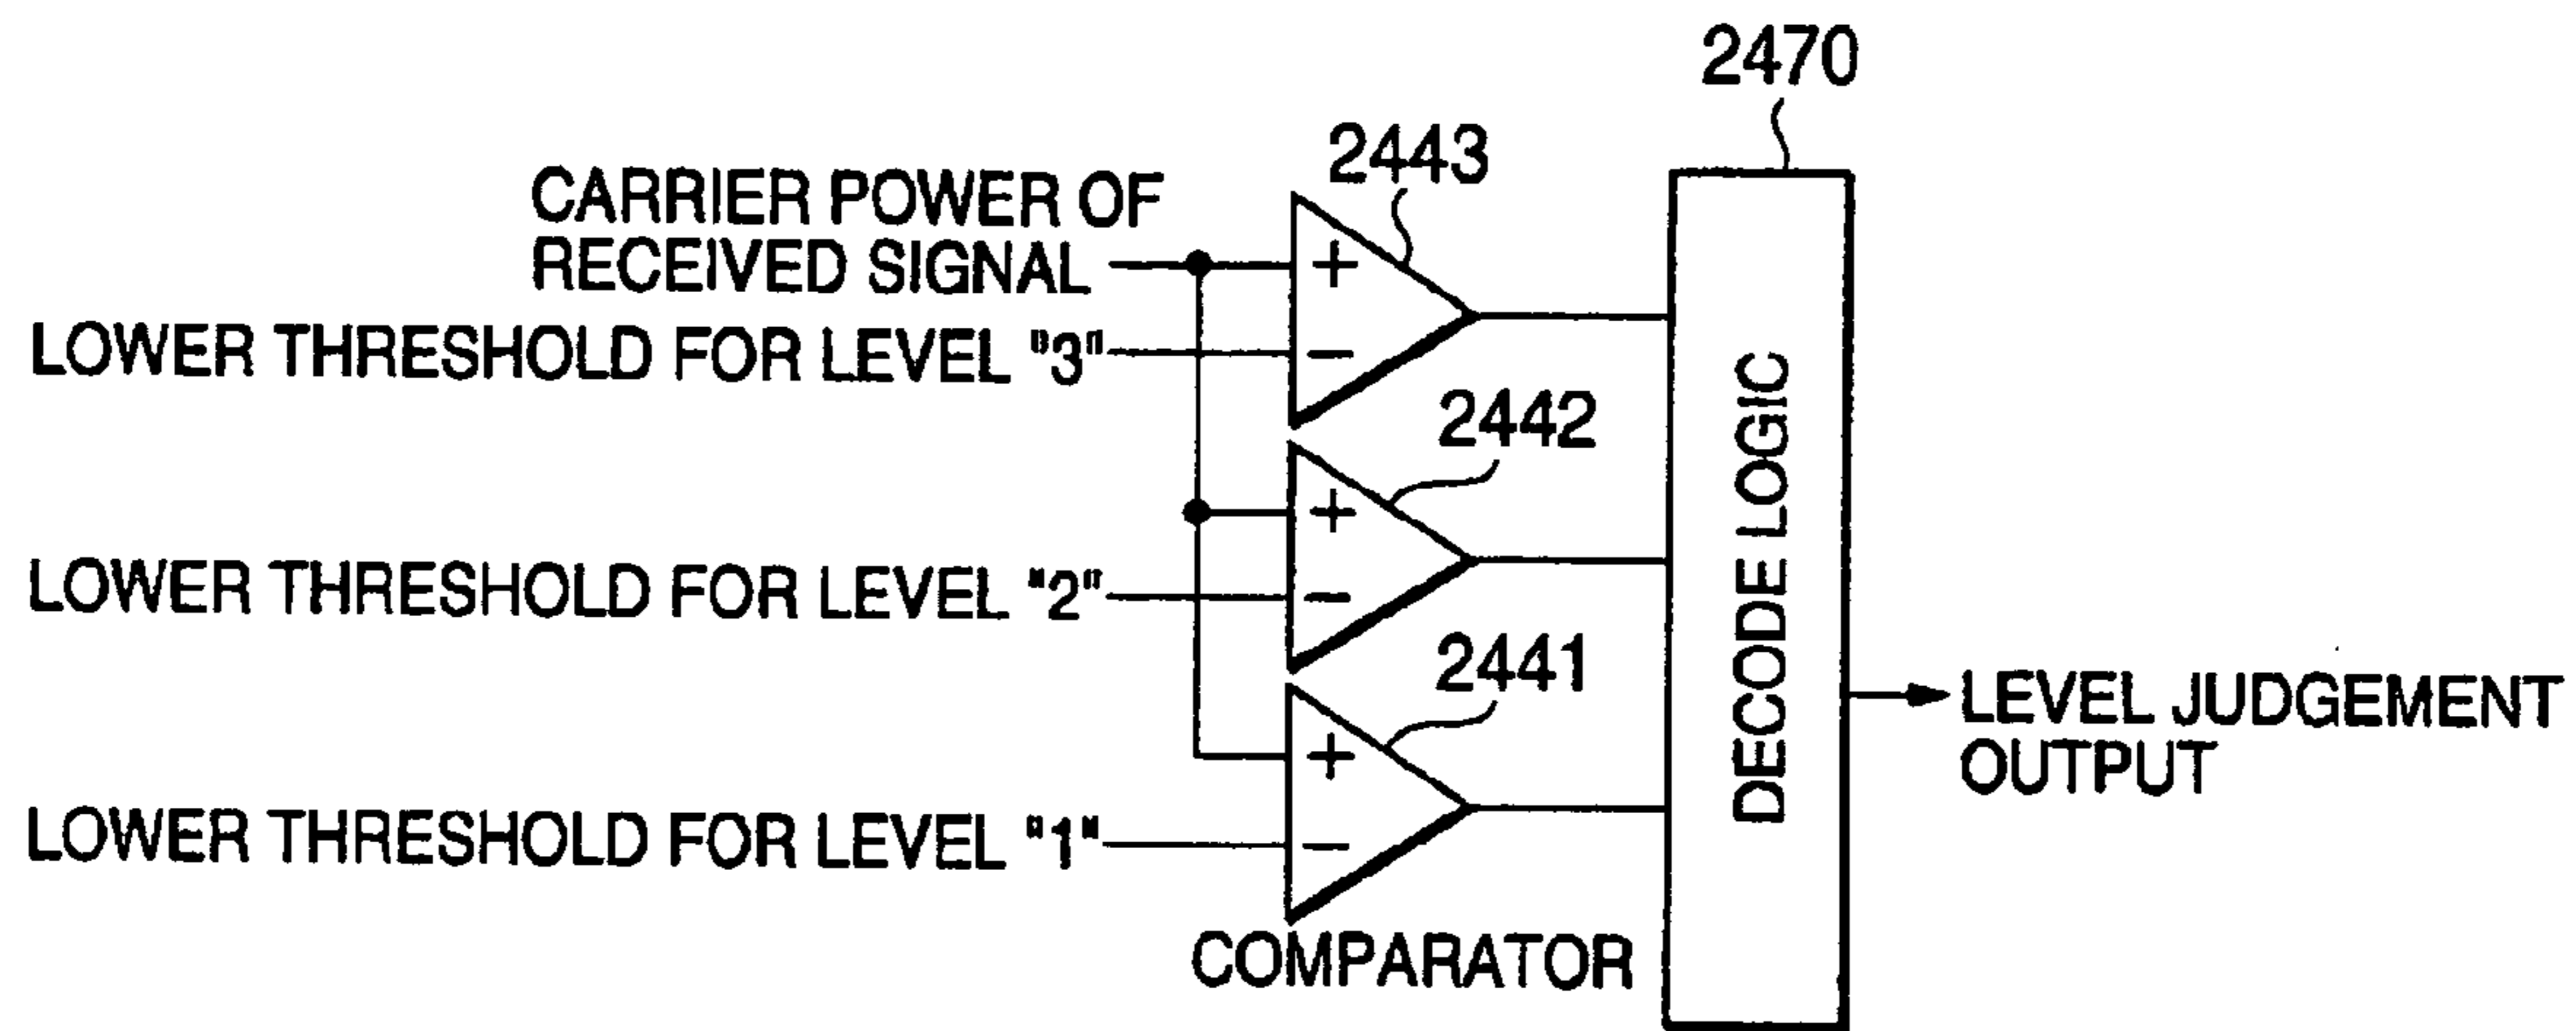 2470
2443
CARRIER POWER OF
RECEIVED SIGNAL
+
LOWER THRESHOLD FOR LEVEL "3"
−
2442
+
LOWER THRESHOLD FOR LEVEL "2"
−
2441
+
LOWER THRESHOLD FOR LEVEL "1"
−
COMPARATOR
DECODE LOGIC
LEVEL JUDGEMENT
OUTPUT